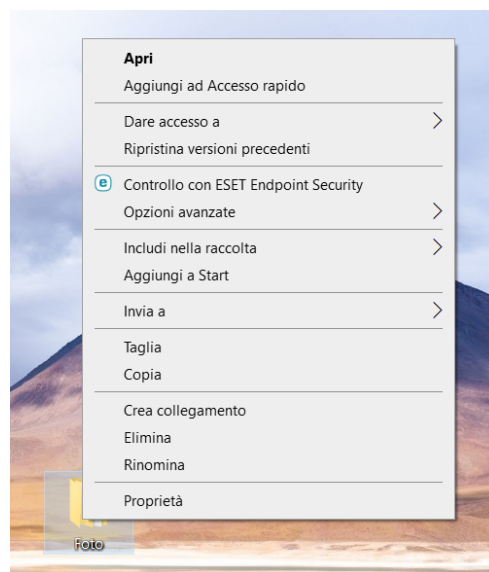 Apri
Aggiungi ad Accesso rapido
Dare accesso a
Ripristina versioni precedenti
e Controllo con ESET Endpoint Security
Opzioni avanzate
Includi nella raccolta
Aggiungi a Start
Invia a
Taglia
Copia
Crea collegamento
Elimina
Rinomina
Proprietà
Foto